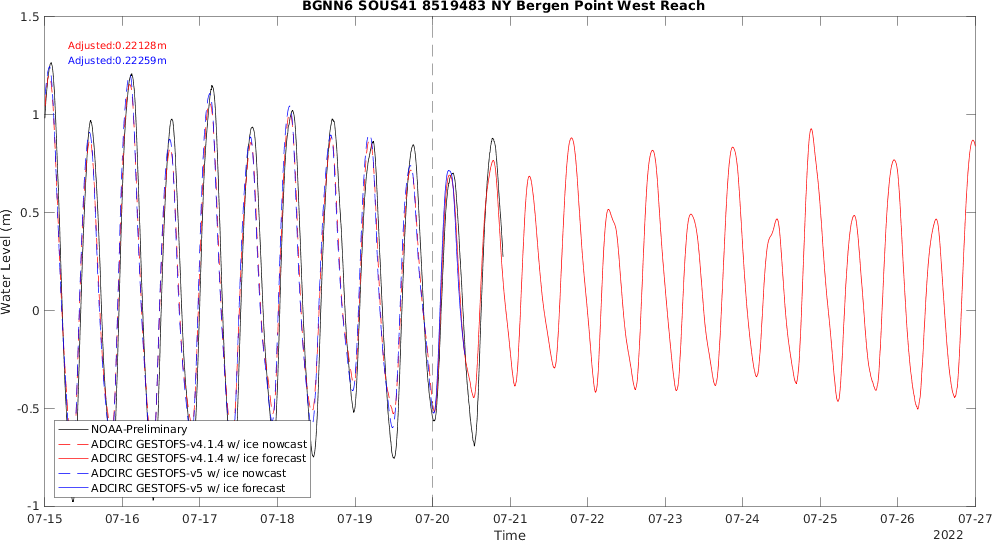 BGNN6 SOUS41 8519483 NY Bergen Point West Reach
Adjusted:0.22128m
Adjusted:0.22259m
Water Level (m)
1.5
1
0.5
0
-0.5
-1
NOAA-Preliminary
ADCIRC GESTOFS-v4.1.4 w/ ice nowcast
ADCIRC GESTOFS-v4.1.4 w/ ice forecast
ADCIRC GESTOFS-v5 w/ ice nowcast
ADCIRC GESTOFS-v5 w/ ice forecast
07-15 07-16 07-17 07-18 07-19 07-20 07-21 07-22 07-23 07-24 07-25 07-26 07-27
Time
2022